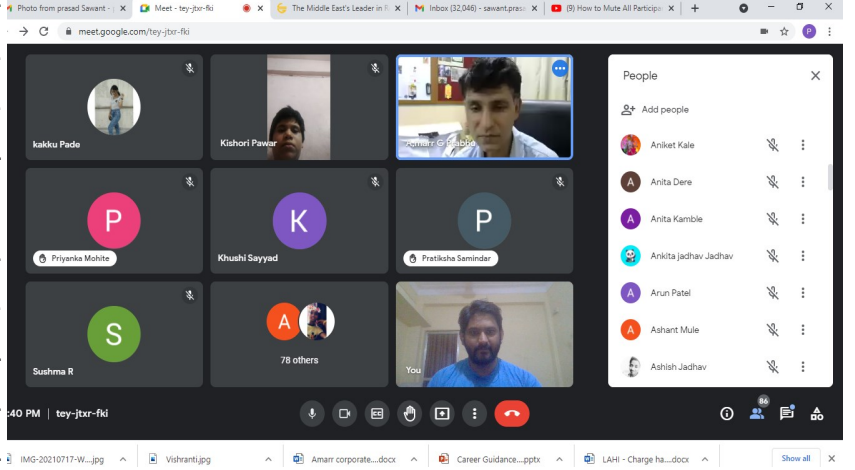 Photo from prasad Sawant -
Meet - tey-jtxr-fki
The Middle East's Leader in
Inbox (32,046) - sawant.prasa
(9) How to Mute All Participa
meet.google.com/tey-jtxr-fki
P
kakku Pade
Kishori Pawar
People
Add people
Aniket Kale
A Anita Dere
A Anita Kamble
Ankita jadhav Jadhav
A Arun Patel
A Ashant Mule
Ashish Jadhav
P
Priyanka Mohite
K
Khushi Sayyad
P
Pratiksha Samindar
S
Sushma R
A
78 others
You
:40 PM | tey-jtxr-fki
CC
86
IMG-20210717-W....jpg
Vishranti.jpg
Amarr corporate....docx
Career Guidance....pptx
LAHI - Charge ha....docx
Show all